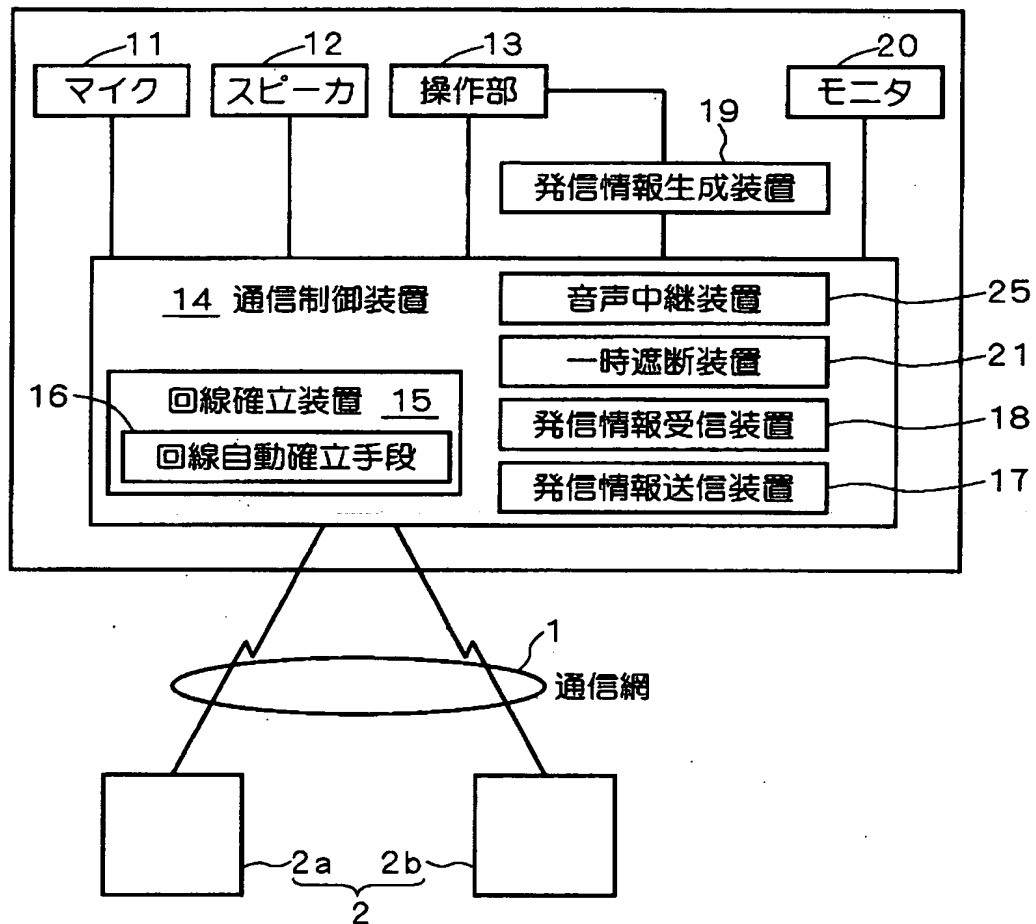 11 12 13 20
マイク スピーカ 操作部 モニタ
19
発信情報生成装置
14 通信制御装置 音声中継装置 25
一時遮断装置 21
16 回線確立装置 15 発信情報受信装置 18
回線自動確立手段 発信情報送信装置 17
1
通信網
2a 2b
2